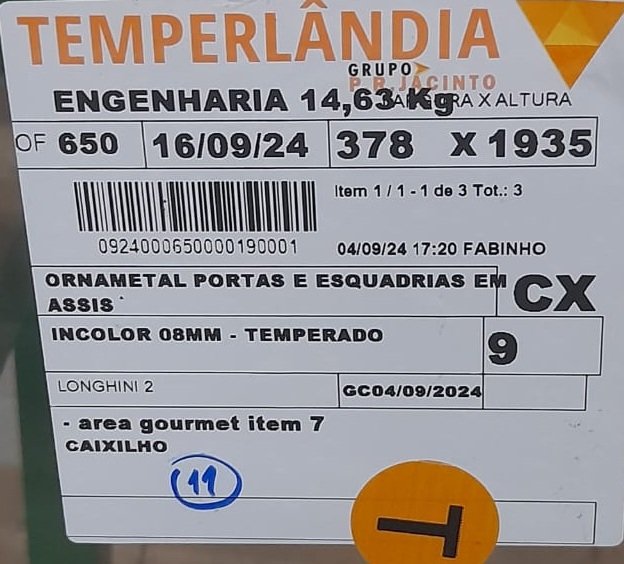 TEMPERLÂNDIA
GRUPO
P.R.JACINTO
ENGENHARIA 14,63 Kg X ALTURA
OF 650 16/09/24 378 X 1935
Item 1 / 1 - 1 de 3 Tot.: 3
0924000650000190001 04/09/24 17:20 FABINHO
ORNAMETAL PORTAS E ESQUADRIAS EM CX
ASSIS
INCOLOR 08MM - TEMPERADO 9
LONGHINI 2 GC04/09/2024
- area gourmet item 7
CAIXILHO
11
T